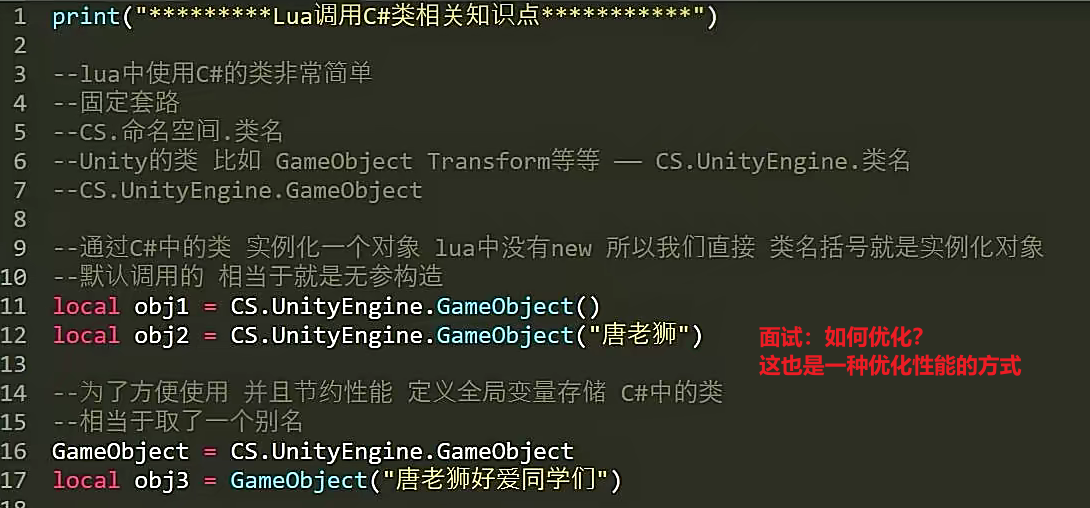 1 print("*********Lua调用C#类相关知识点***********")
2
3 --lua中使用C#的类非常简单
4 --固定套路
5 --CS.命名空间.类名
6 --Unity的类 比如 GameObject Transform等等 —— CS.UnityEngine.类名
7 --CS.UnityEngine.GameObject
8
9 --通过C#中的类 实例化一个对象 lua中没有new 所以我们直接 类名括号就是实例化对象
10 --默认调用的 相当于就是无参构造
11 local obj1 = CS.UnityEngine.GameObject()
12 local obj2 = CS.UnityEngine.GameObject("唐老狮")
面试：如何优化？
这也是一种优化性能的方式
13
14 --为了方便使用 并且节约性能 定义全局变量存储 C#中的类
15 --相当于取了一个别名
16 GameObject = CS.UnityEngine.GameObject
17 local obj3 = GameObject("唐老狮好爱同学们")
18